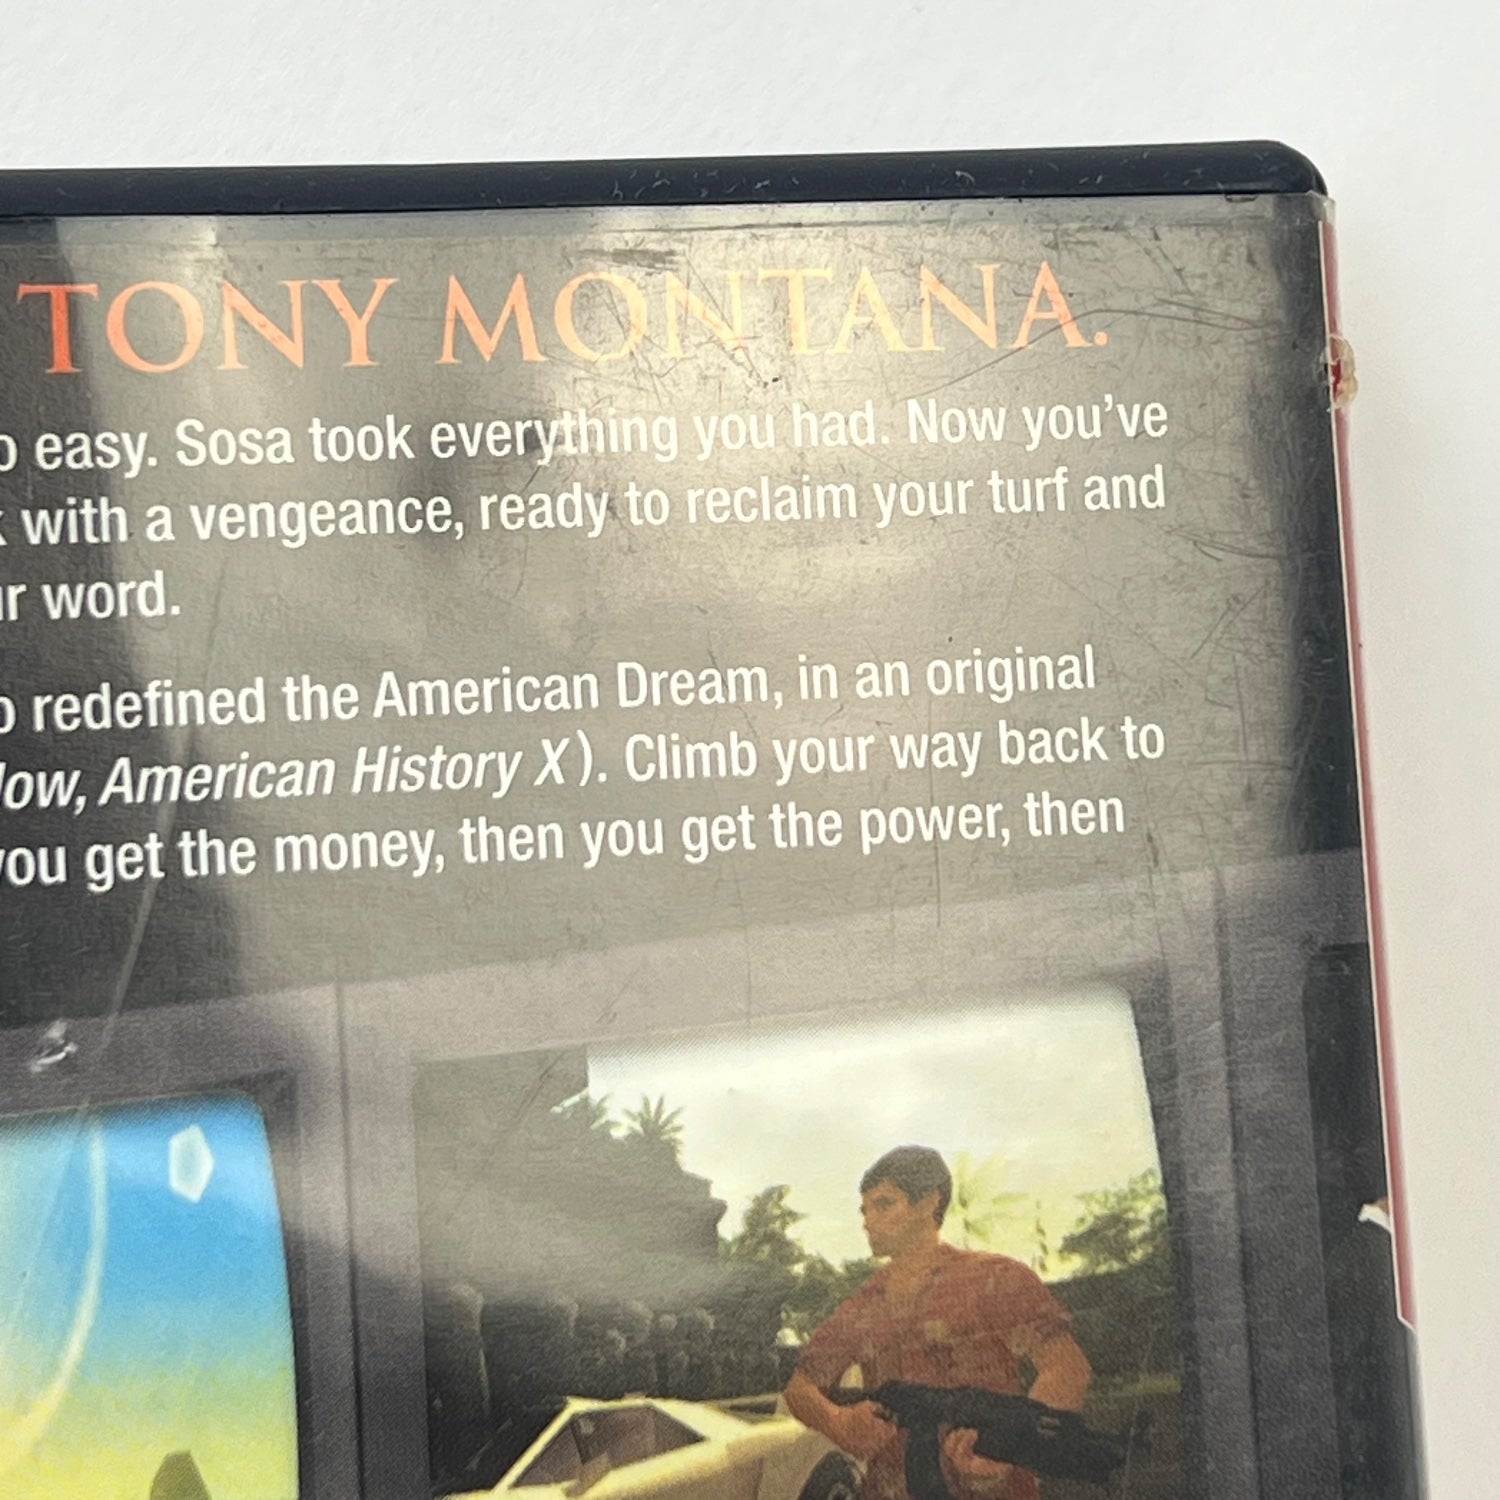 TONY MONTANA.
easy. Sosa took everything you had. Now you've
with a vengeance, ready to reclaim your turf and
word.
redefined the American Dream, in an original
American History X). Climb your way back to
you get the money, then you get the power, then